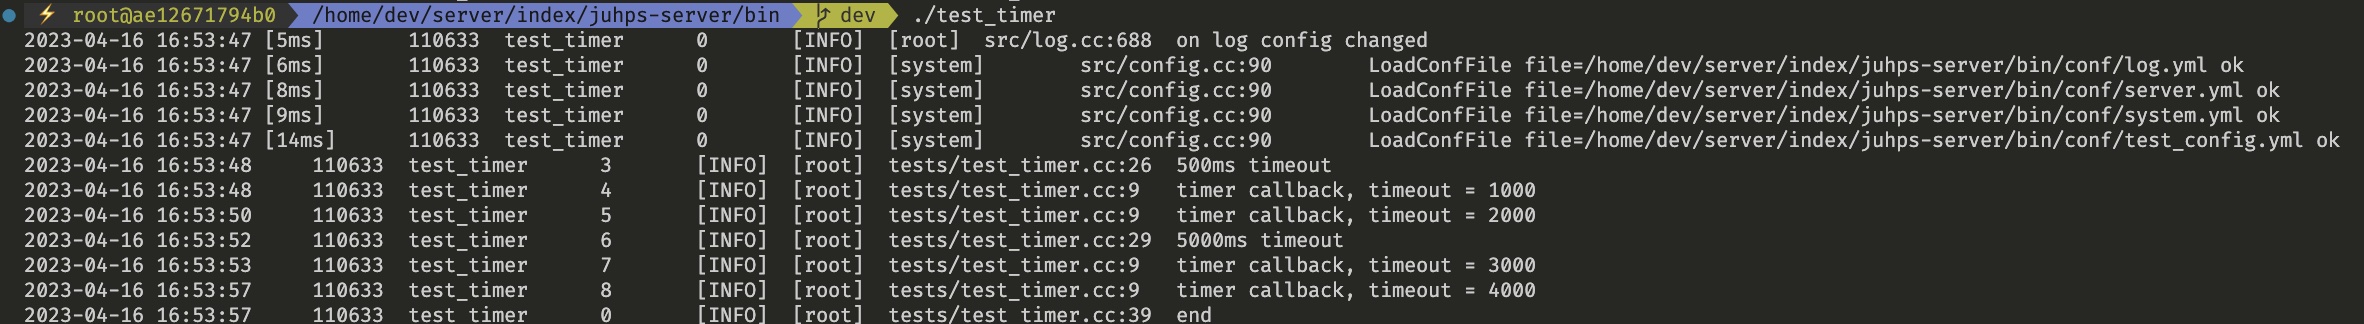 root@ae12671794b0 /home/dev/server/index/juhps-server/bin dev ./test_timer
2023-04-16 16:53:47 [5ms] 110633 test_timer 0 [INFO] [root] src/log.cc:688 on log config changed
2023-04-16 16:53:47 [6ms] 110633 test_timer 0 [INFO] [system] src/config.cc:90 LoadConfFile file=/home/dev/server/index/juhps-server/bin/conf/log.yml ok
2023-04-16 16:53:47 [8ms] 110633 test_timer 0 [INFO] [system] src/config.cc:90 LoadConfFile file=/home/dev/server/index/juhps-server/bin/conf/server.yml ok
2023-04-16 16:53:47 [9ms] 110633 test_timer 0 [INFO] [system] src/config.cc:90 LoadConfFile file=/home/dev/server/index/juhps-server/bin/conf/system.yml ok
2023-04-16 16:53:47 [14ms] 110633 test_timer 0 [INFO] [system] src/config.cc:90 LoadConfFile file=/home/dev/server/index/juhps-server/bin/conf/test_config.yml ok
2023-04-16 16:53:48 110633 test_timer 3 [INFO] [root] tests/test_timer.cc:26 500ms timeout
2023-04-16 16:53:48 110633 test_timer 4 [INFO] [root] tests/test_timer.cc:9 timer callback, timeout = 1000
2023-04-16 16:53:50 110633 test_timer 5 [INFO] [root] tests/test_timer.cc:9 timer callback, timeout = 2000
2023-04-16 16:53:52 110633 test_timer 6 [INFO] [root] tests/test_timer.cc:29 5000ms timeout
2023-04-16 16:53:53 110633 test_timer 7 [INFO] [root] tests/test_timer.cc:9 timer callback, timeout = 3000
2023-04-16 16:53:57 110633 test_timer 8 [INFO] [root] tests/test_timer.cc:9 timer callback, timeout = 4000
2023-04-16 16:53:57 110633 test_timer 0 [INFO] [root] tests/test_timer.cc:39 end